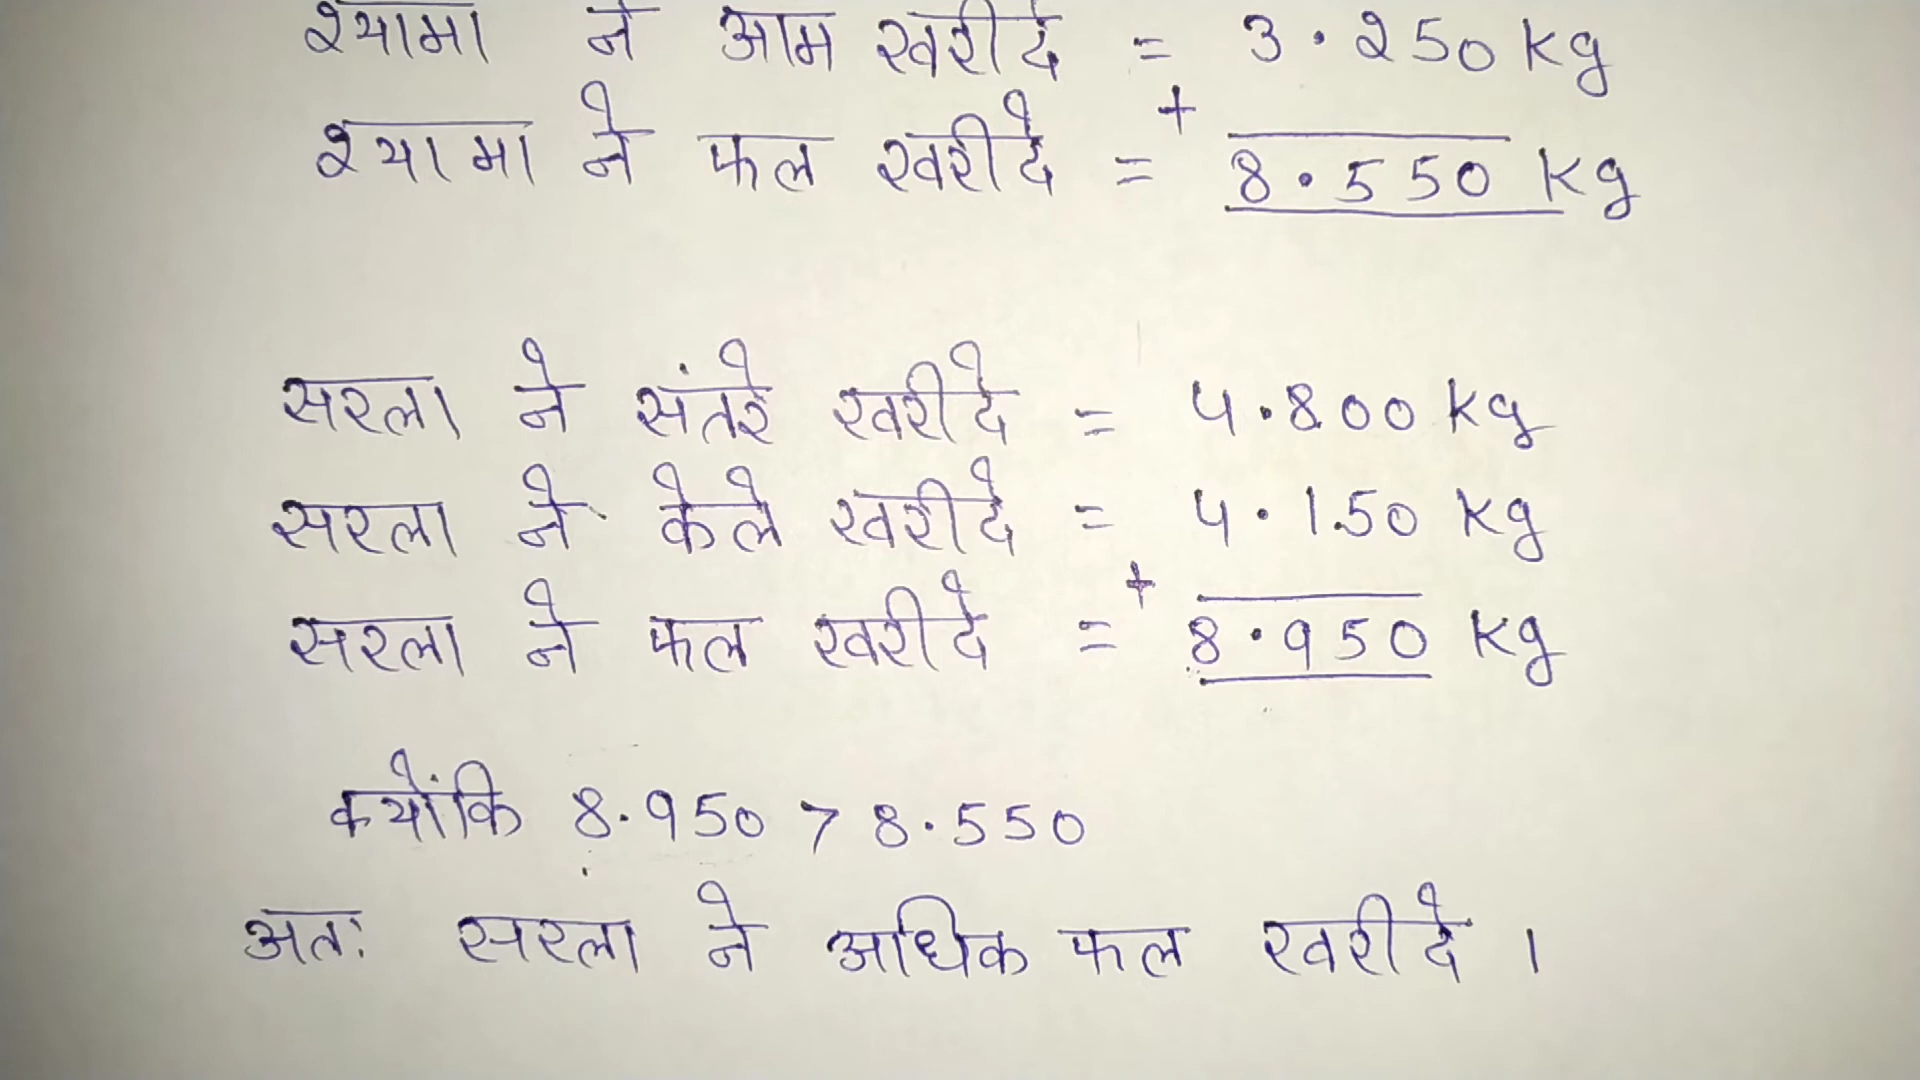 श्यामा ने आम खरीदे = 3.250 kg
श्यामा ने फल खरीदे = + 8.550 kg
सरला ने संतरे खरीदे = 4.800 kg
सरला ने केले खरीदे = 4.150 kg
सरला ने फल खरीदे = + 8.950 kg
क्योंकि 8.950 > 8.550
अतः सरला ने अधिक फल खरीदे ।